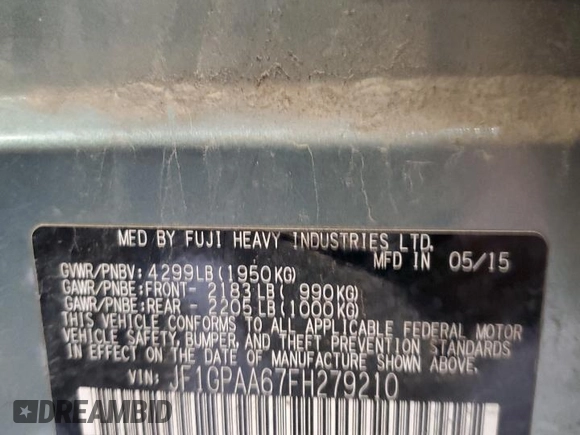 MFD BY FUJI HEAVY INDUSTRIES LTD.
MFD IN 05/15
GVWR/PNBV: 4299LB(1950KG)
GAWR/PNBE:FRONT- 2183LB( 990KG)
GAWR/PNBE:REAR - 2205LB(1000KG)
THIS VEHICLE CONFORMS TO ALL APPLICABLE FEDERAL MOTOR
VEHICLE SAFETY, BUMPER, AND THEFT PREVENTION STANDARDS
IN EFFECT ON THE DATE OF MANUFACTURE SHOWN ABOVE.
VIN: JF1GPAA67FH279210
DIDIT.CARS